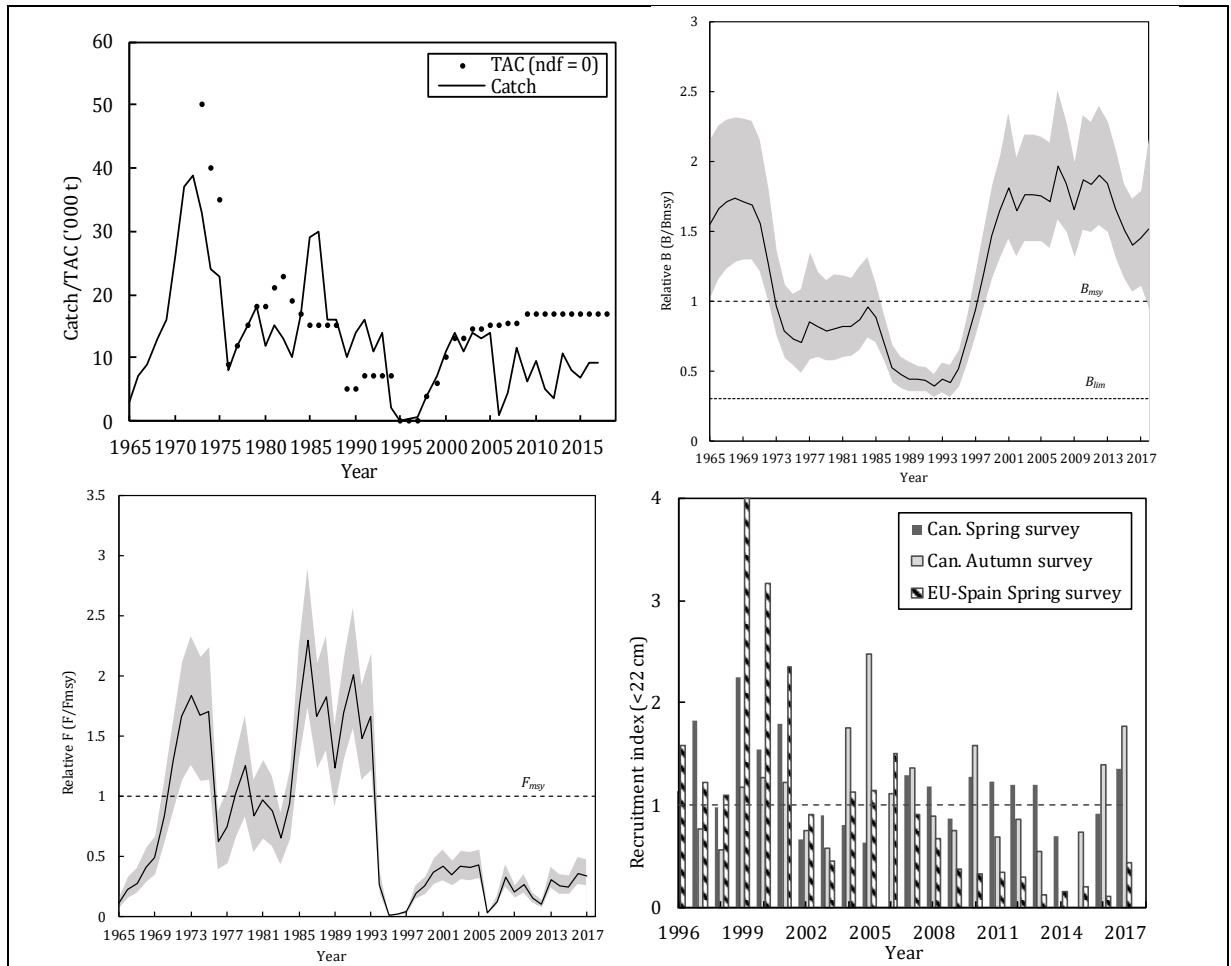 60
50
40
30
20
10
0
Catch/TAC ('000 t)
TAC (ndf = 0)
Catch
1965 1970 1975 1980 1985 1990 1995 2000 2005 2010 2015
Year
3
2.5
2
1.5
1
0.5
0
Relative B (B/Bmsy)
Bmsy
Blim
1965 1969 1973 1977 1981 1985 1989 1993 1997 2001 2005 2009 2013 2017
Year
3.5
3
2.5
2
1.5
1
0.5
0
Relative F (F/Fmsy)
Fmsy
1965 1969 1973 1977 1981 1985 1989 1993 1997 2001 2005 2009 2013 2017
Year
4
3
2
1
0
Recruitment index (<22 cm)
Can. Spring survey
Can. Autumn survey
EU-Spain Spring survey
1996 1999 2002 2005 2008 2011 2014 2017
Year